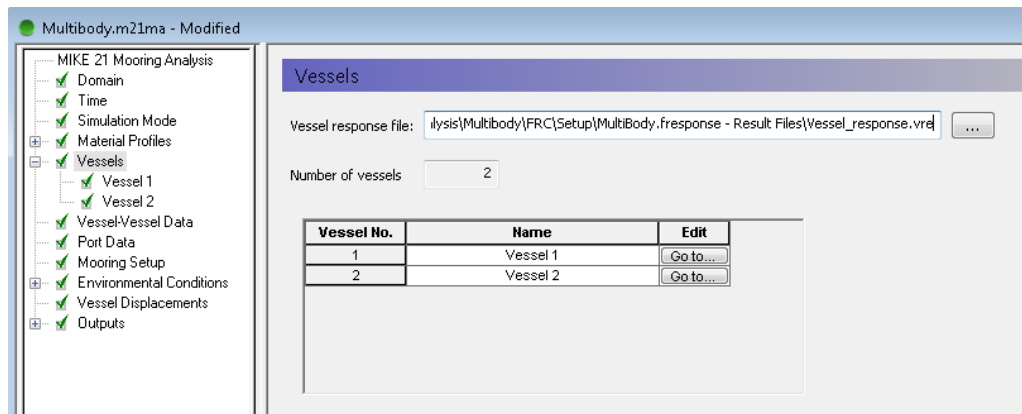 Multibody.m21ma - Modified
MIKE 21 Mooring Analysis
Domain
Time
Simulation Mode
Material Profiles
Vessels
Vessel 1
Vessel 2
Vessel-Vessel Data
Port Data
Mooring Setup
Environmental Conditions
Vessel Displacements
Outputs
Vessels
Vessel response file: ılysis\Multibody\FRC\Setup\MultiBody.fresponse - Result Files\Vessel_response.vre ...
Number of vessels 2
Vessel No. Name Edit
1 Vessel 1 Go to...
2 Vessel 2 Go to...